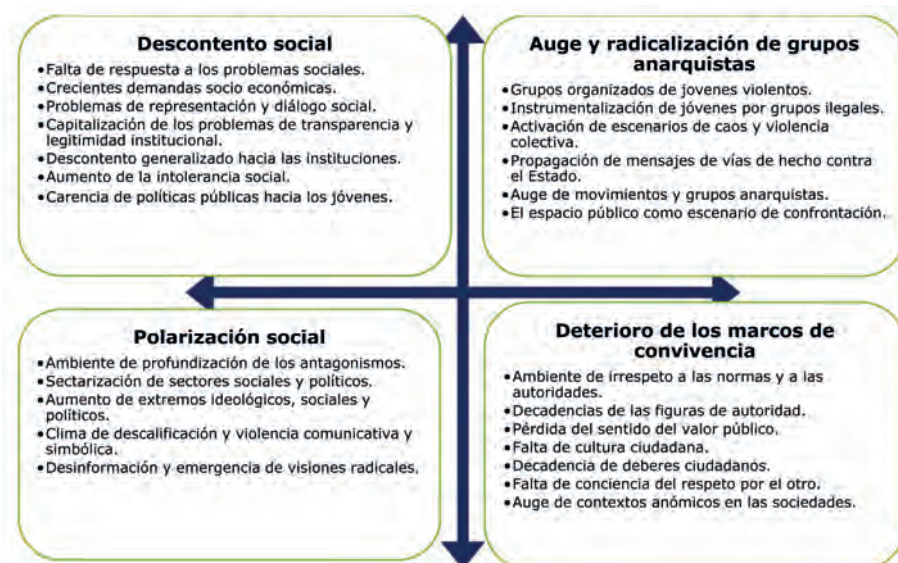 Descontento social
•Falta de respuesta a los problemas sociales.
•Crecientes demandas socio económicas.
•Problemas de representación y diálogo social.
•Capitalización de los problemas de transparencia y
legitimidad institucional.
•Descontento generalizado hacia las instituciones.
•Aumento de la intolerancia social.
•Carencia de políticas públicas hacia los jóvenes.
Auge y radicalización de grupos
anarquistas
•Grupos organizados de jovenes violentos.
•Instrumentalización de jóvenes por grupos ilegales.
•Activación de escenarios de caos y violencia
colectiva.
•Propagación de mensajes de vías de hecho contra
el Estado.
•Auge de movimientos y grupos anarquistas.
•El espacio público como escenario de confrontación.
Polarización social
•Ambiente de profundización de los antagonismos.
•Sectarización de sectores sociales y políticos.
•Aumento de extremos ideológicos, sociales y
políticos.
•Clima de descalificación y violencia comunicativa y
simbólica.
•Desinformación y emergencia de visiones radicales.
Deterioro de los marcos de
convivencia
•Ambiente de irrespeto a las normas y a las
autoridades.
•Decadencias de las figuras de autoridad.
•Pérdida del sentido del valor público.
•Falta de cultura ciudadana.
•Decadencia de deberes ciudadanos.
•Falta de conciencia del respeto por el otro.
•Auge de contextos anómicos en las sociedades.